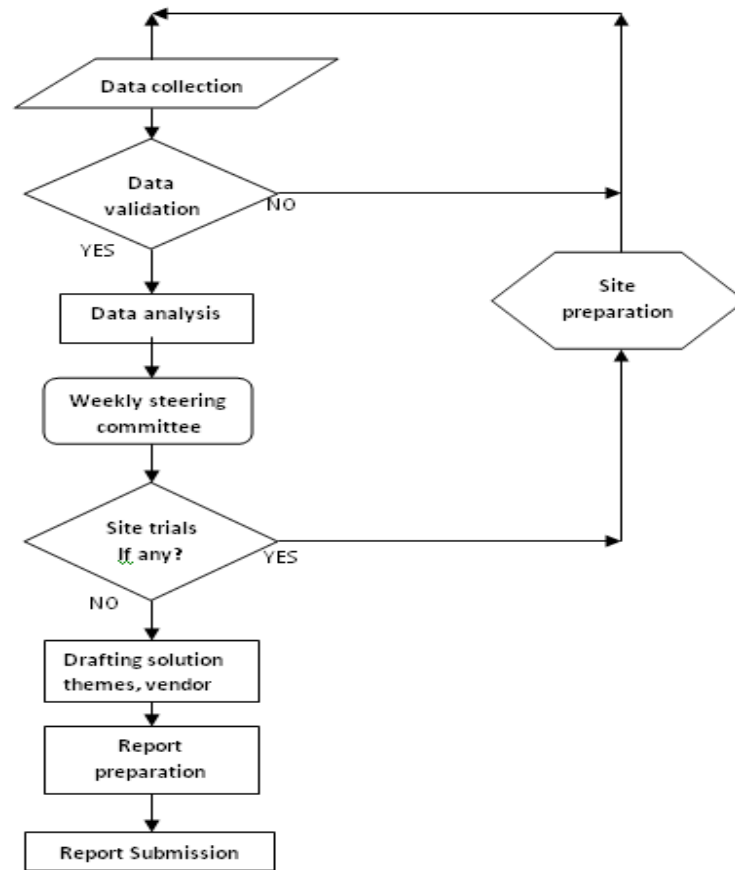 Data collection
Data
validation
NO
YES
Data analysis
Site
preparation
Weekly steering
committee
Site trials
If any?
YES
NO
Drafting solution
themes, vendor
Report
preparation
Report Submission